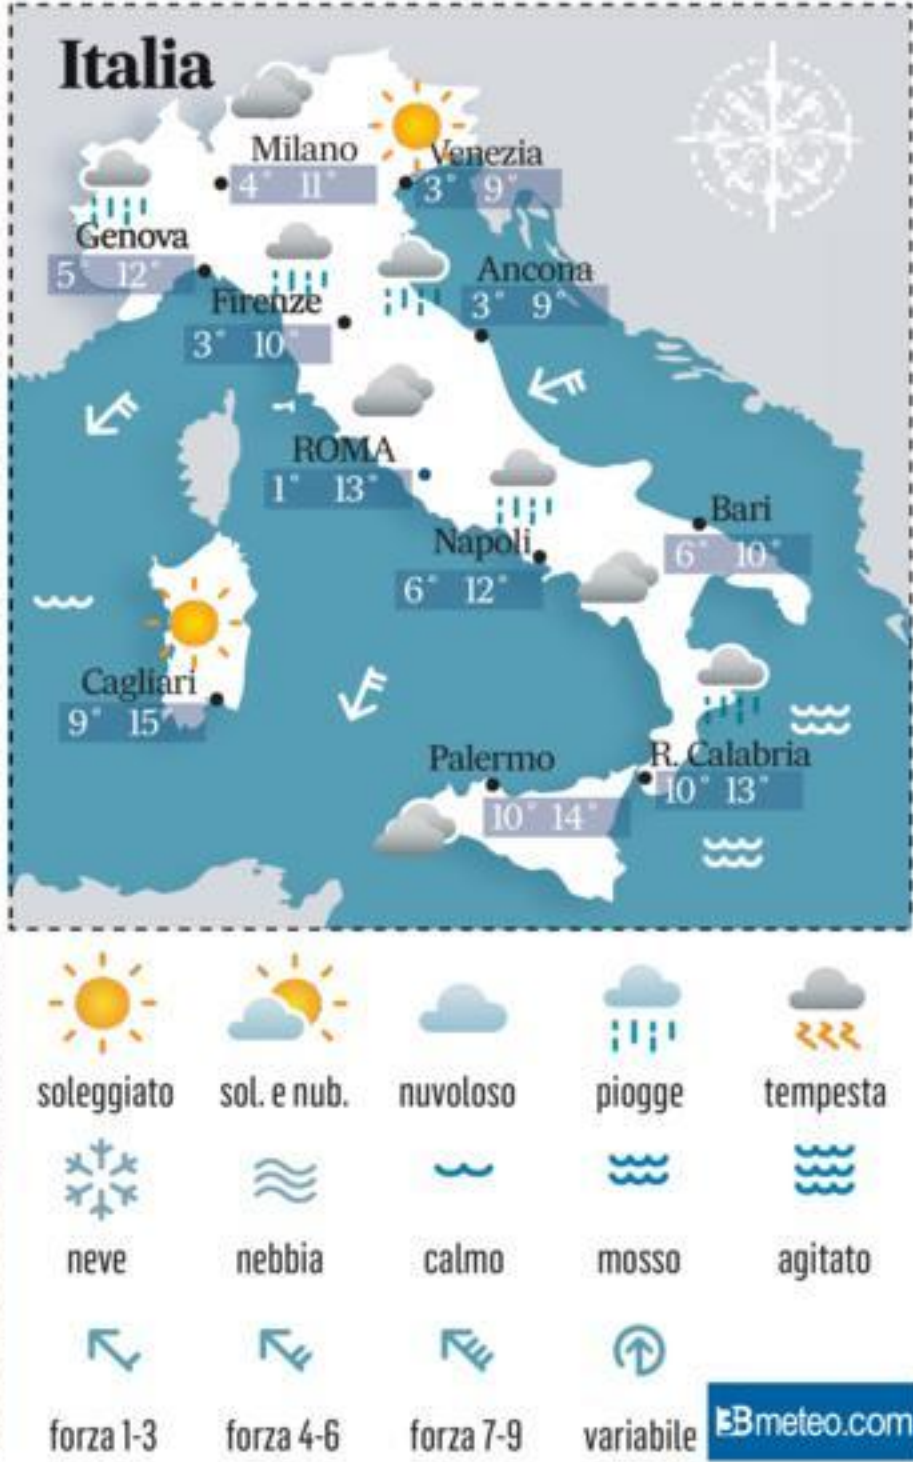 Italia
Milano
4° 11°
Venezia
3° 9°
Genova
5° 12°
Firenze
3° 10°
Ancona
3° 9°
ROMA
1° 13°
Napoli
6° 12°
Bari
6° 10°
Cagliari
9° 15°
Palermo
10° 14°
R. Calabria
10° 13°
soleggiato
sol. e nub.
nuvoloso
piogge
tempesta
neve
nebbia
calmo
mosso
agitato
forza 1-3
forza 4-6
forza 7-9
variabile
3Bmeteo.com